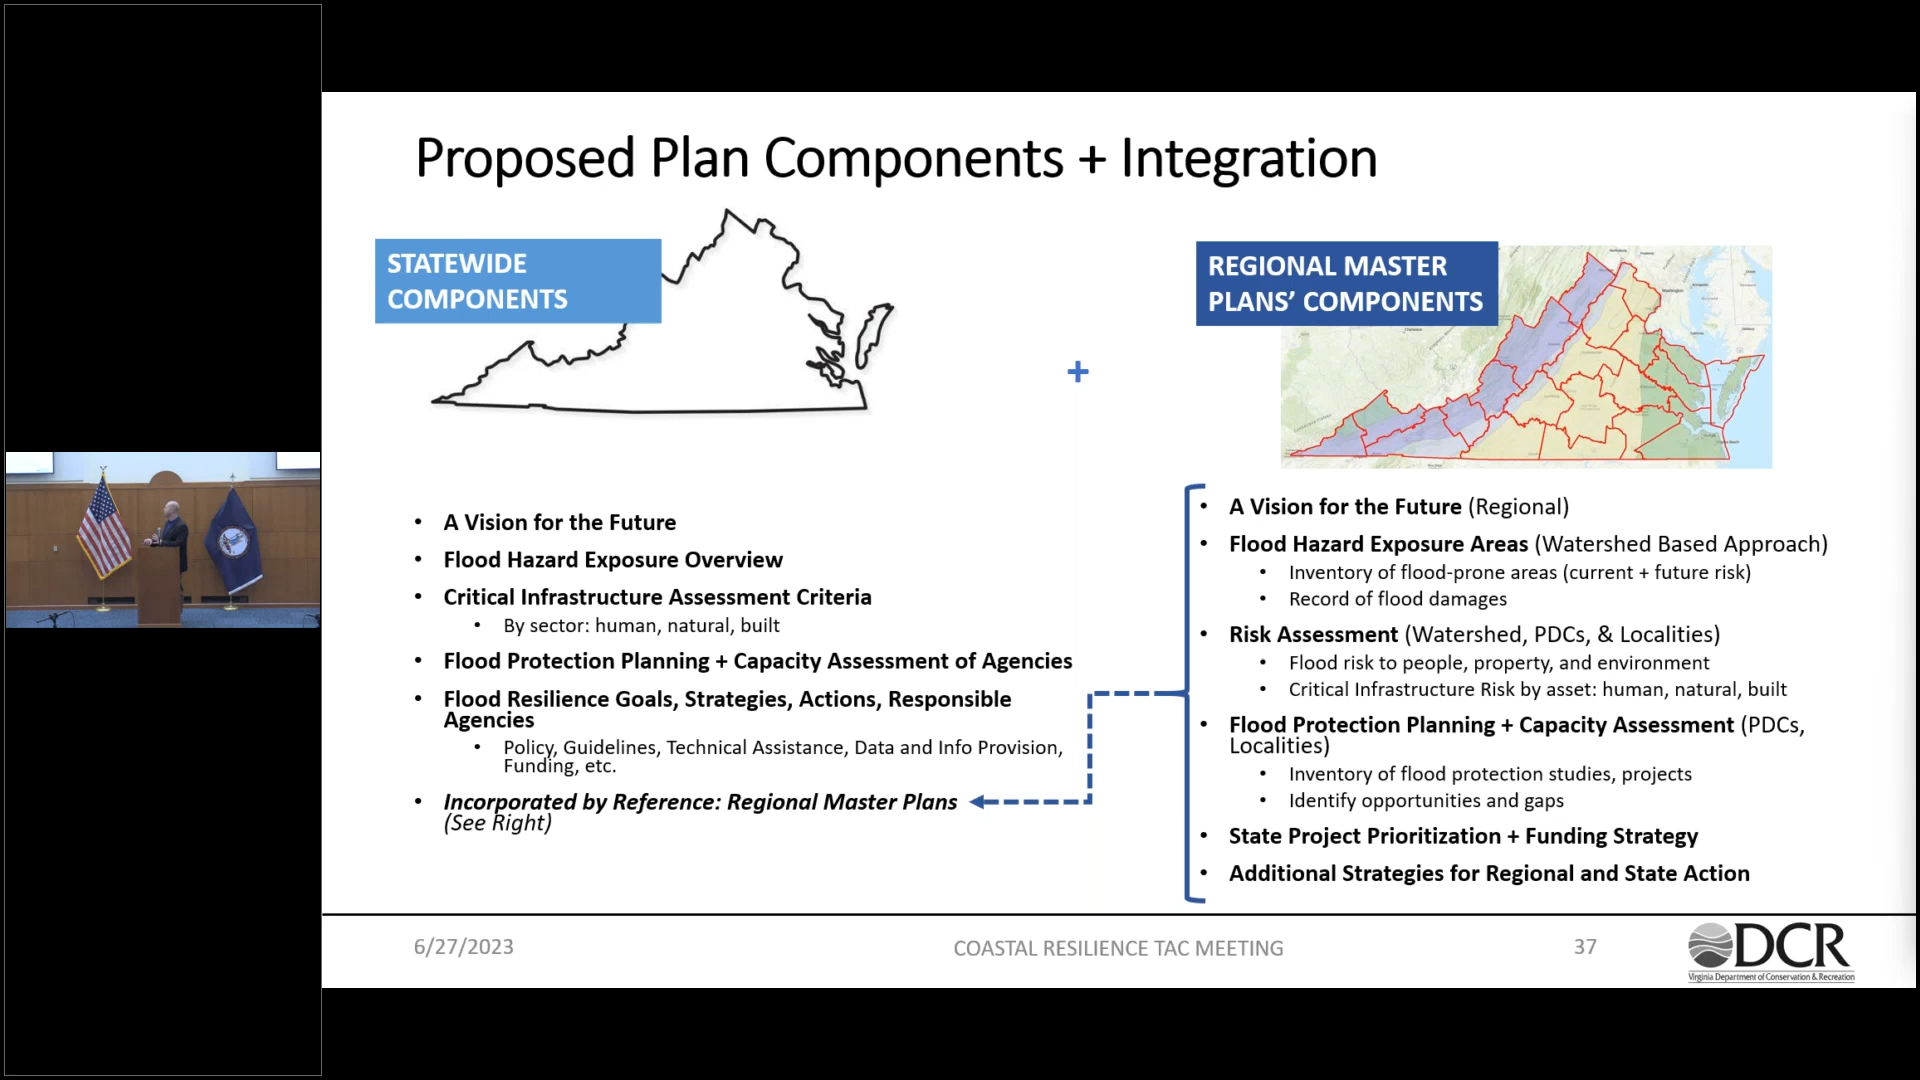 Proposed Plan Components + Integration
STATEWIDE
COMPONENTS
• A Vision for the Future
• Flood Hazard Exposure Overview
• Critical Infrastructure Assessment Criteria
• By sector: human, natural, built
• Flood Protection Planning + Capacity Assessment of Agencies
• Flood Resilience Goals, Strategies, Actions, Responsible
Agencies
• Policy, Guidelines, Technical Assistance, Data and Info Provision,
Funding, etc.
• Incorporated by Reference: Regional Master Plans
(See Right)
+
REGIONAL MASTER
PLANS’ COMPONENTS
• A Vision for the Future (Regional)
• Flood Hazard Exposure Areas (Watershed Based Approach)
• Inventory of flood-prone areas (current + future risk)
• Record of flood damages
• Risk Assessment (Watershed, PDCs, & Localities)
• Flood risk to people, property, and environment
• Critical Infrastructure Risk by asset: human, natural, built
• Flood Protection Planning + Capacity Assessment (PDCs,
Localities)
• Inventory of flood protection studies, projects
• Identify opportunities and gaps
• State Project Prioritization + Funding Strategy
• Additional Strategies for Regional and State Action
6/27/2023
COASTAL RESILIENCE TAC MEETING
37
DCR
Virginia Department of Conservation & Recreation